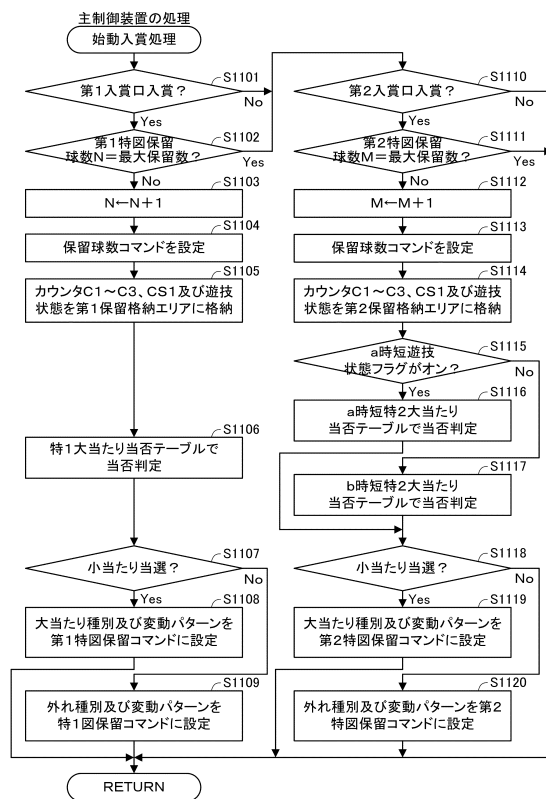 主制御装置の処理
始動入賞処理
S1101
第1入賞口入賞？
No
Yes
S1102
第1特図保留
球数N＝最大保留数？
Yes
No
S1103
N←N＋1
S1104
保留球数コマンドを設定
S1105
カウンタC1～C3、CS1及び遊技
状態を第1保留格納エリアに格納
S1106
特1大当たり当否テーブルで
当否判定
S1107
小当たり当選？
No
Yes
S1108
大当たり種別及び変動パターンを
第1特図保留コマンドに設定
S1109
外れ種別及び変動パターンを
特1図保留コマンドに設定
RETURN
S1110
第2入賞口入賞？
No
Yes
S1111
第2特図保留
球数M＝最大保留数？
Yes
No
S1112
M←M＋1
S1113
保留球数コマンドを設定
S1114
カウンタC1～C3、CS1及び遊技
状態を第2保留格納エリアに格納
S1115
a時短遊技
状態フラグがオン？
No
Yes
S1116
a時短特2大当たり
当否テーブルで当否判定
S1117
b時短特2大当たり
当否テーブルで当否判定
S1118
小当たり当選？
No
Yes
S1119
大当たり種別及び変動パターンを
第2特図保留コマンドに設定
S1120
外れ種別及び変動パターンを第2
特図保留コマンドに設定